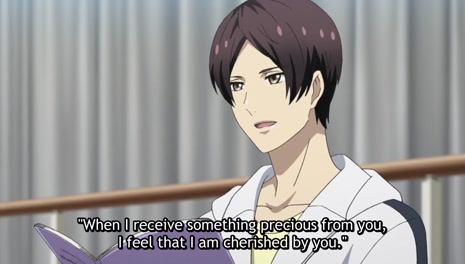 "When I receive something precious from you,
I feel that I am cherished by you."